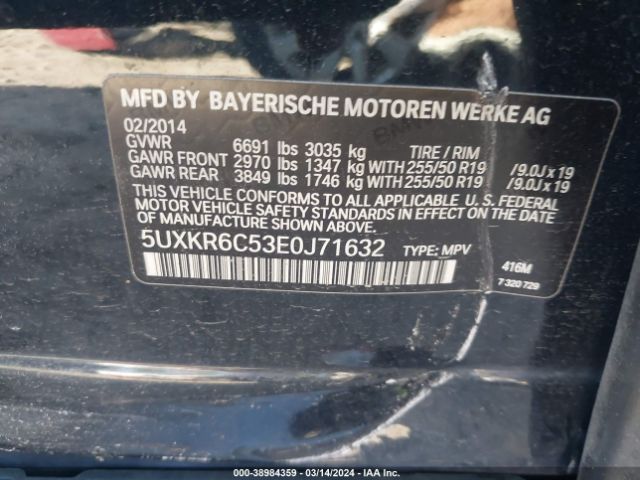 MFD BY BAYERISCHE MOTOREN WERKE AG
02/2014
GVWR 6691 lbs 3035 kg TIRE / RIM
GAWR FRONT 2970 lbs 1347 kg WITH 255/50 R19 /9.0J x 19
GAWR REAR 3849 lbs 1746 kg WITH 255/50 R19 /9.0J x 19
THIS VEHICLE CONFORMS TO ALL APPLICABLE U. S. FEDERAL
MOTOR VEHICLE SAFETY STANDARDS IN EFFECT ON THE DATE
OF MANUFACTURE SHOWN ABOVE.
5UXKR6C53E0J71632 TYPE: MPV
416M
7 320 729
000-38984359 - 03/14/2024 - IAA Inc.